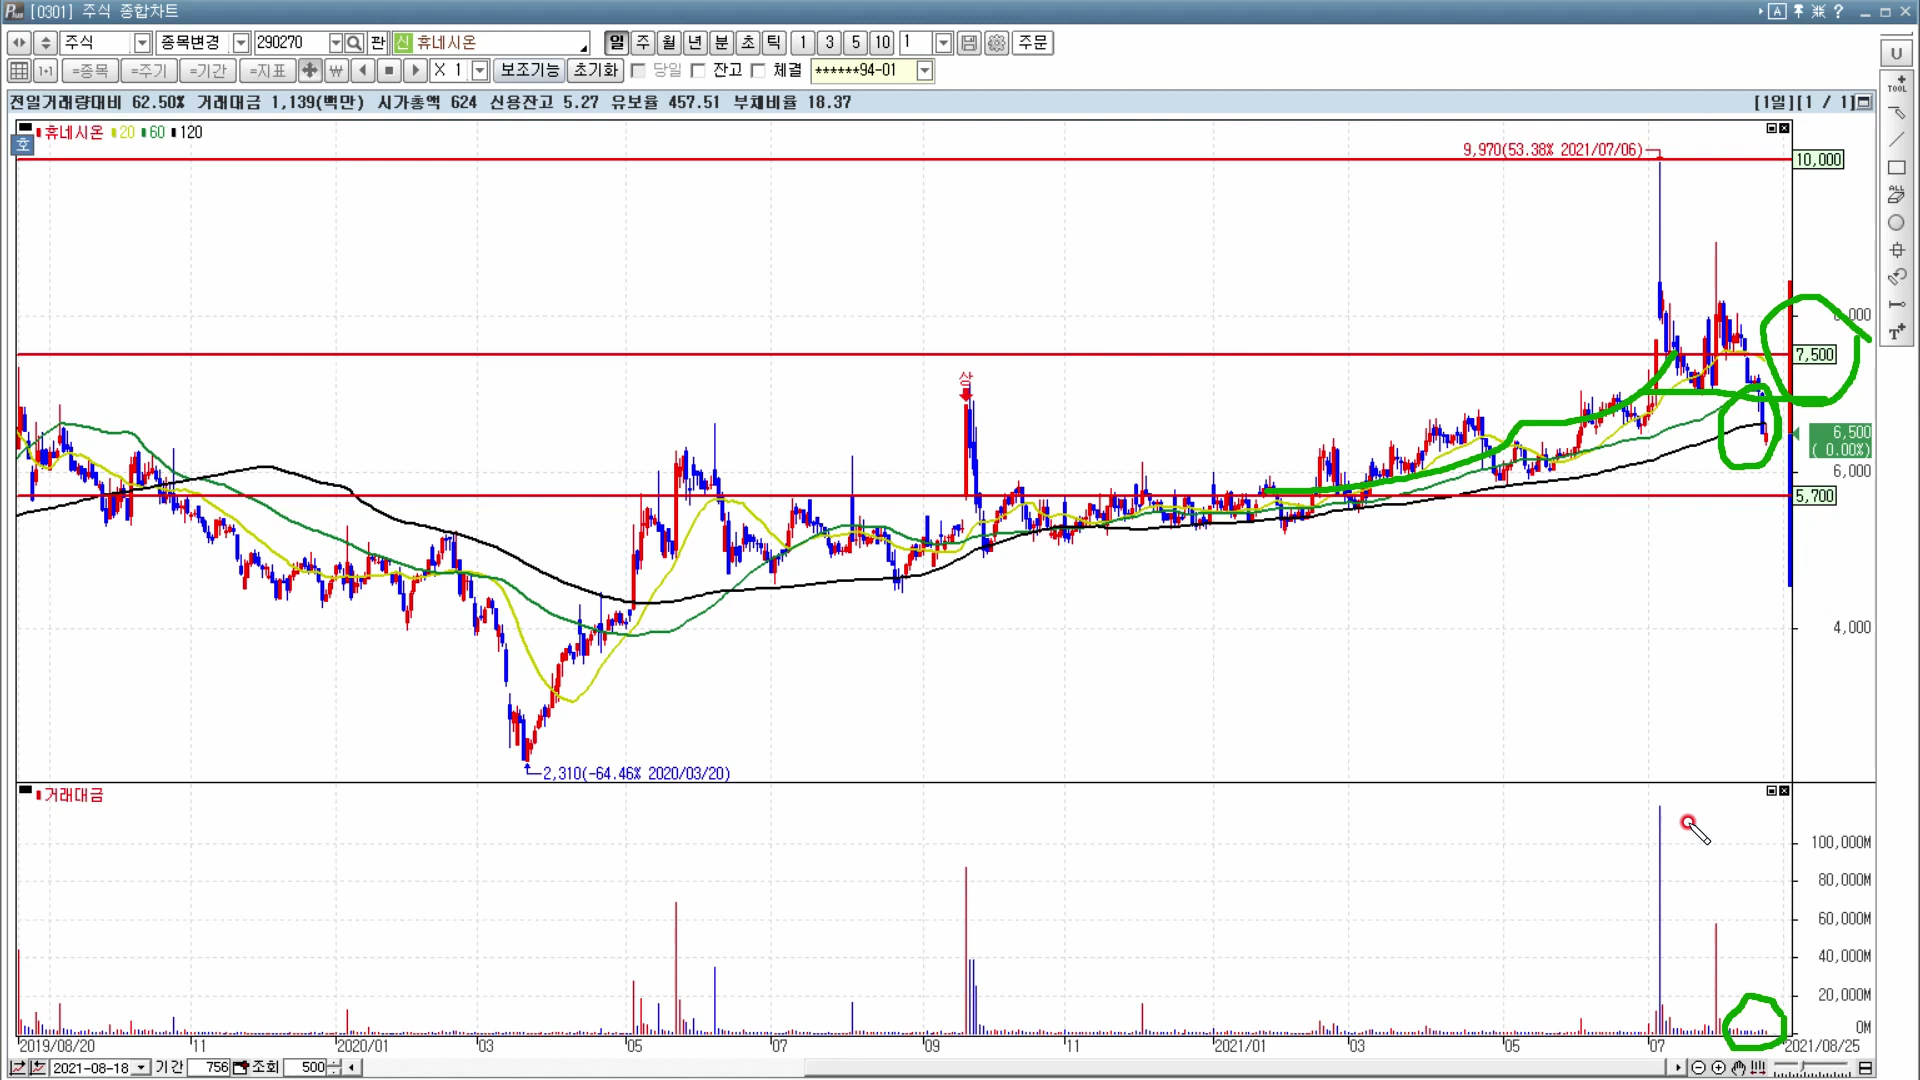 [0301] 주식 종합차트
주식 종목변경 290270 관 신 휴네시온 일 주 월 년 분 초 틱 1 3 5 10 1 주문
=종목 =주기 =기간 =지표 X 1 보조기능 초기화 당일 잔고 체결 ******94-01
전일거래량대비 62.50% 거래대금 1,139(백만) 시가총액 624 신용잔고 5.27 유보율 457.51 부채비율 18.37 [1일][1 / 1]
U
TOOL
ALL
호
휴네시온 20 60 120
9,970(53.38% 2021/07/06)
10,000
7,500
상
6,500
( 0.00%)
6,000
5,700
4,000
2,310(-64.46% 2020/03/20)
거래대금
100,000M
80,000M
60,000M
40,000M
20,000M
0M
2019/08/20 11 2020/01 03 05 07 09 11 2021/01 03 05 07 2021/08/25
2021-08-18 기간 756 조회 500